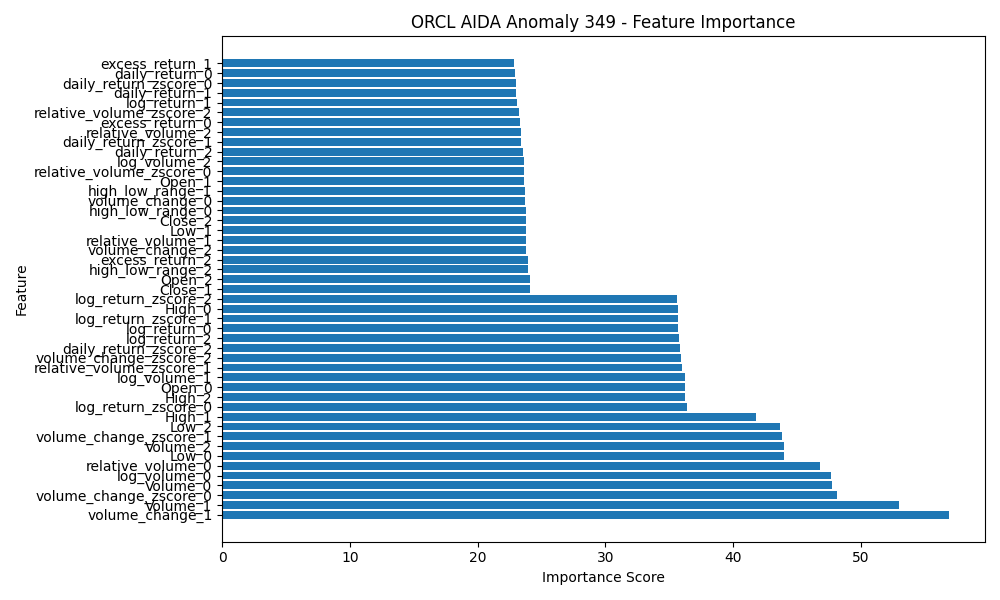 ORCL AIDA Anomaly 349 - Feature Importance
excess_return_1
daily_return_0
daily_return_zscore_0
daily_return_1
log_return_1
relative_volume_zscore_2
excess_return_0
relative_volume_2
daily_return_zscore_1
daily_return_2
log_volume_2
relative_volume_zscore_0
Open_1
high_low_range_1
volume_change_0
high_low_range_0
Close_2
Low_1
relative_volume_1
volume_change_2
excess_return_2
high_low_range_2
Open_2
Close_1
log_return_zscore_2
High_0
log_return_zscore_1
log_return_0
log_return_2
daily_return_zscore_2
volume_change_zscore_2
relative_volume_zscore_1
log_volume_1
Open_0
High_2
log_return_zscore_0
High_1
Low_2
volume_change_zscore_1
Volume_2
Low_0
relative_volume_0
log_volume_0
Volume_0
volume_change_zscore_0
Volume_1
volume_change_1
Feature
0 10 20 30 40 50
Importance Score